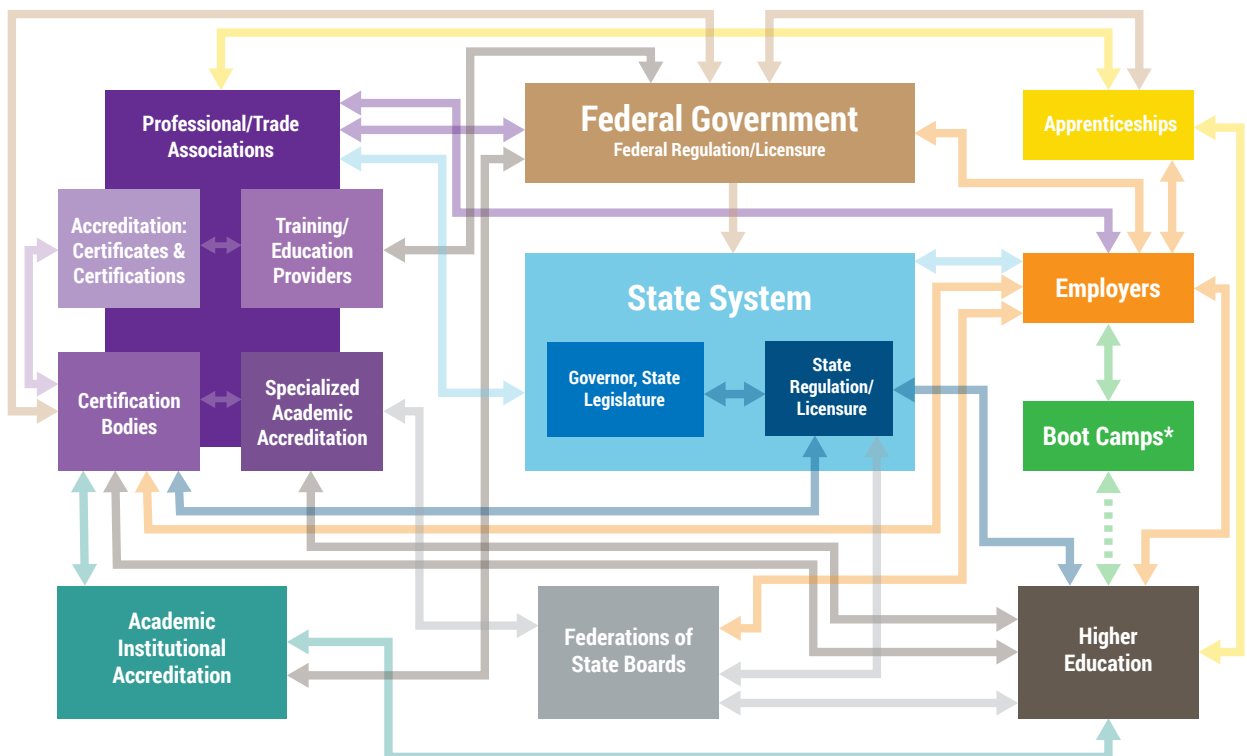 Professional/Trade
Associations
Federal Government
Federal Regulation/Licensure
Apprenticeships
Accreditation:
Certificates &
Certifications
Training/
Education
Providers
State System
Employers
Governor, State
Legislature
State
Regulation/
Licensure
Certification
Bodies
Specialized
Academic
Accreditation
Boot Camps*
Academic
Institutional
Accreditation
Federations of
State Boards
Higher
Education